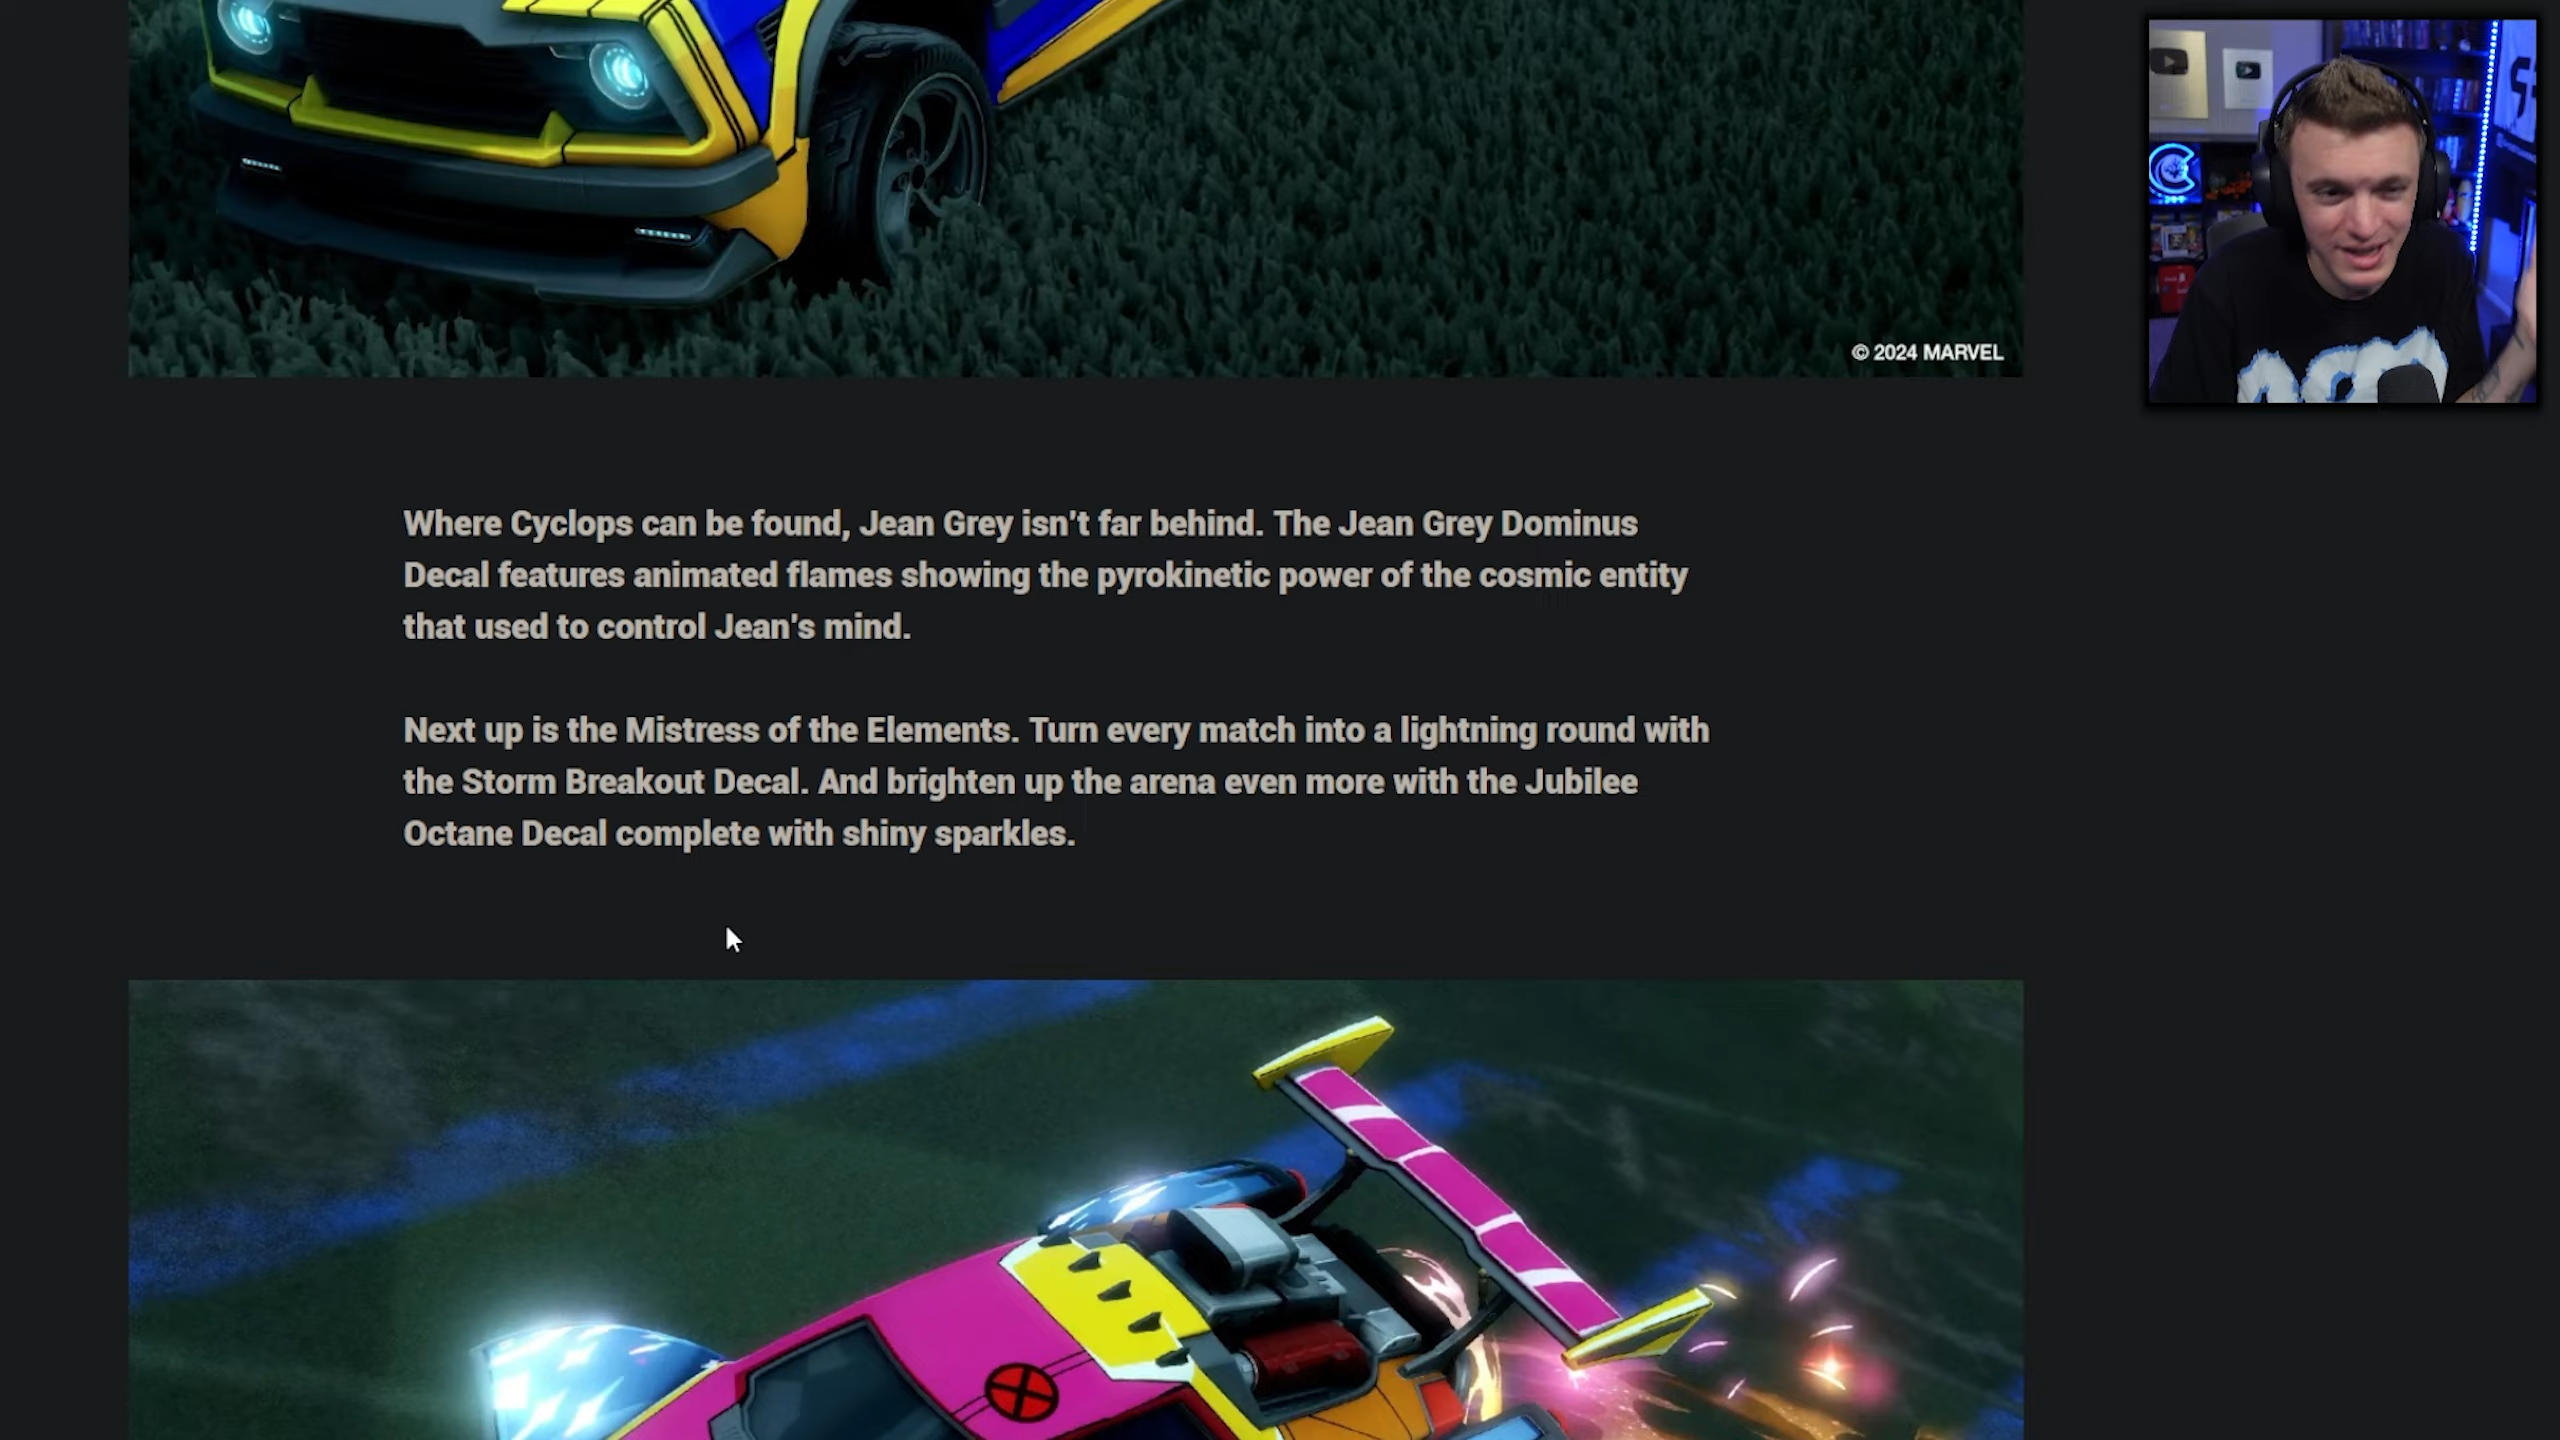 © 2024 MARVEL
Where Cyclops can be found, Jean Grey isn't far behind. The Jean Grey Dominus
Decal features animated flames showing the pyrokinetic power of the cosmic entity
that used to control Jean's mind.
Next up is the Mistress of the Elements. Turn every match into a lightning round with
the Storm Breakout Decal. And brighten up the arena even more with the Jubilee
Octane Decal complete with shiny sparkles.